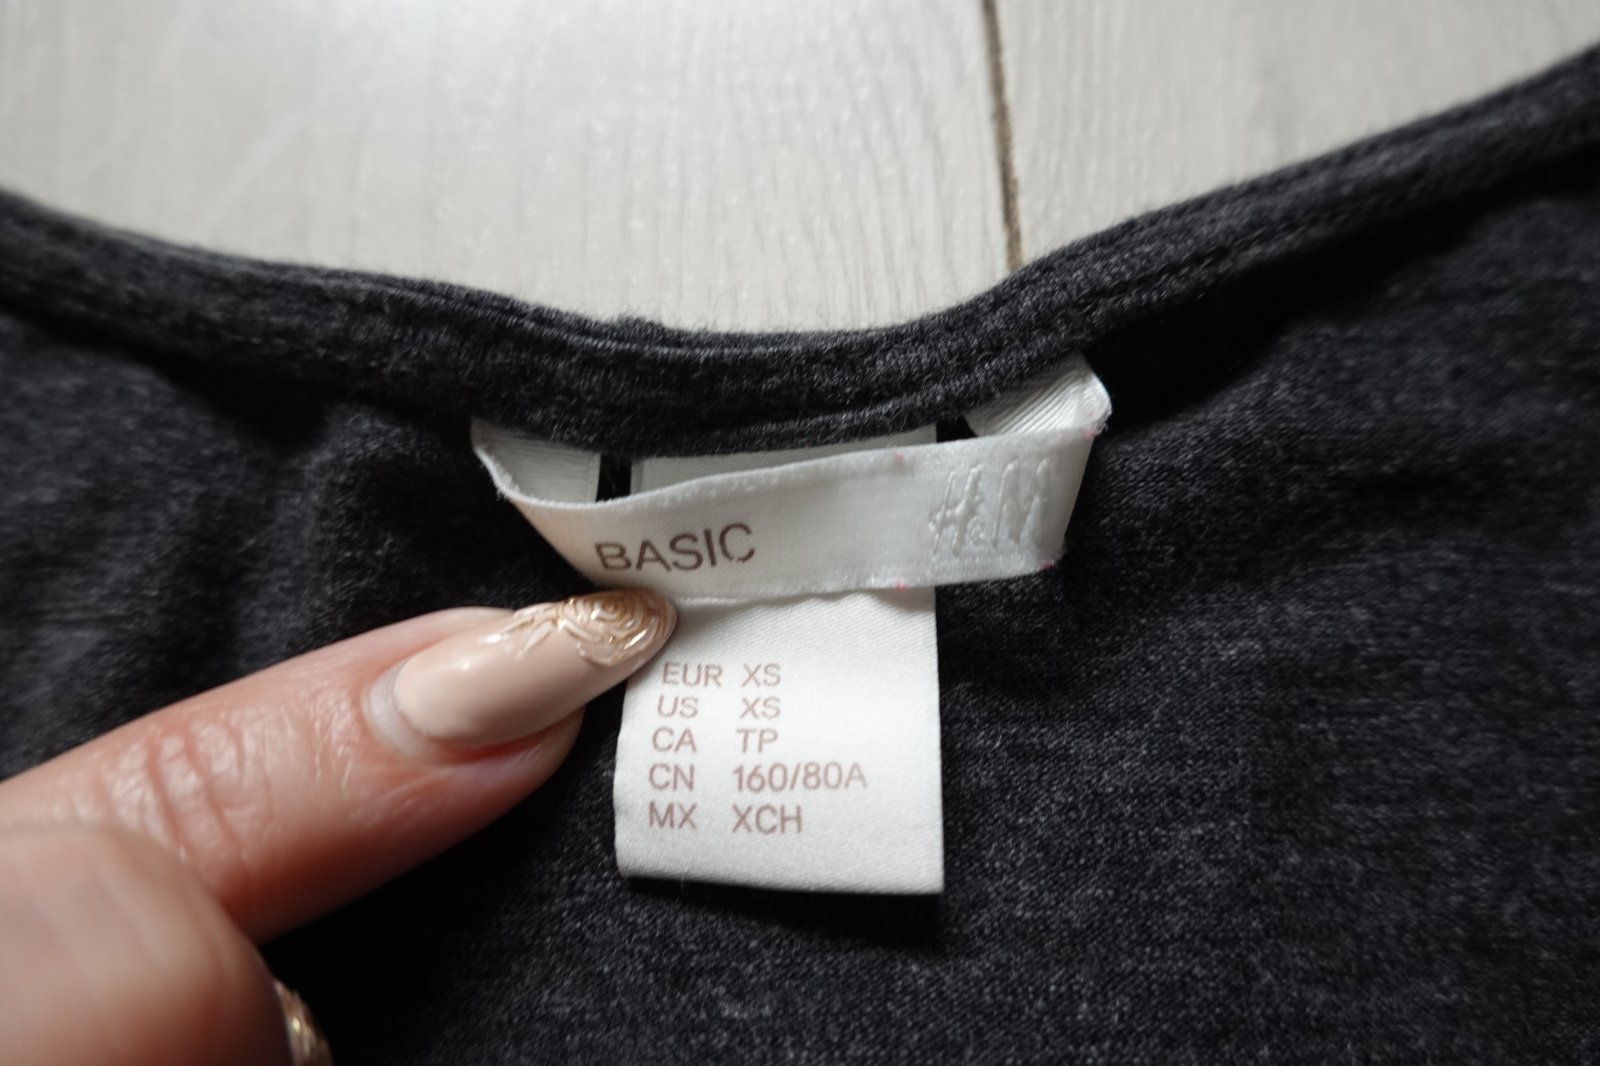 BASIC H&M
EUR XS
US XS
CA TP
CN 160/80A
MX XCH